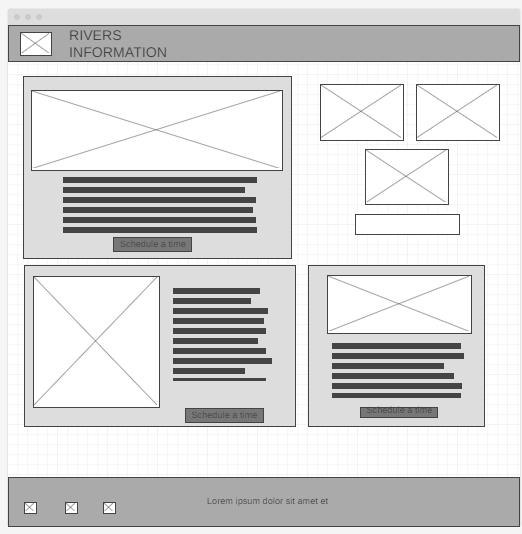 RIVERS
INFORMATION
Schedule a time
Schedule a time
Schedule a time
Lorem ipsum dolor sit amet et